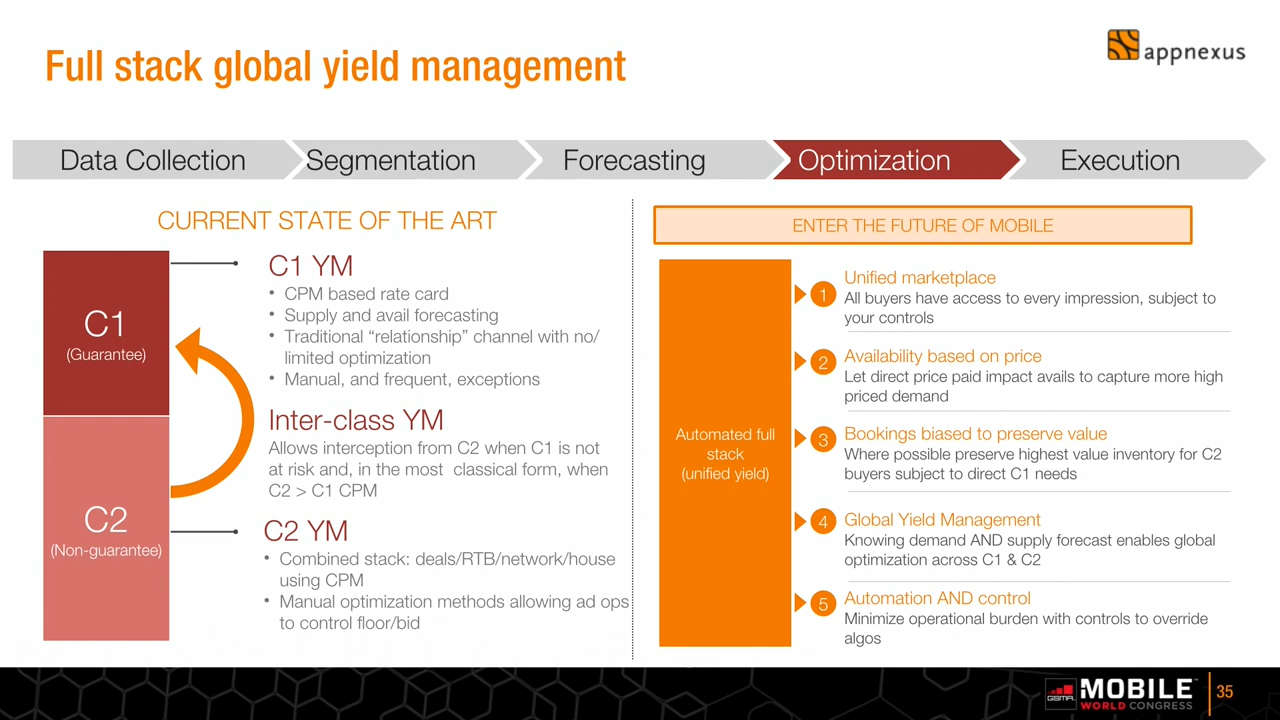 Full stack global yield management
appnexus
Data Collection
Segmentation
Forecasting
Optimization
Execution
CURRENT STATE OF THE ART
C1
(Guarantee)
C2
(Non-guarantee)
C1 YM
• CPM based rate card
• Supply and avail forecasting
• Traditional “relationship” channel with no/
limited optimization
• Manual, and frequent, exceptions
Inter-class YM
Allows interception from C2 when C1 is not
at risk and, in the most classical form, when
C2 > C1 CPM
C2 YM
• Combined stack: deals/RTB/network/house
using CPM
• Manual optimization methods allowing ad ops
to control floor/bid
ENTER THE FUTURE OF MOBILE
Automated full
stack
(unified yield)
1
Unified marketplace
All buyers have access to every impression, subject to
your controls
2
Availability based on price
Let direct price paid impact avails to capture more high
priced demand
3
Bookings biased to preserve value
Where possible preserve highest value inventory for C2
buyers subject to direct C1 needs
4
Global Yield Management
Knowing demand AND supply forecast enables global
optimization across C1 & C2
5
Automation AND control
Minimize operational burden with controls to override
algos
GSMA
MOBILE
WORLD CONGRESS
35